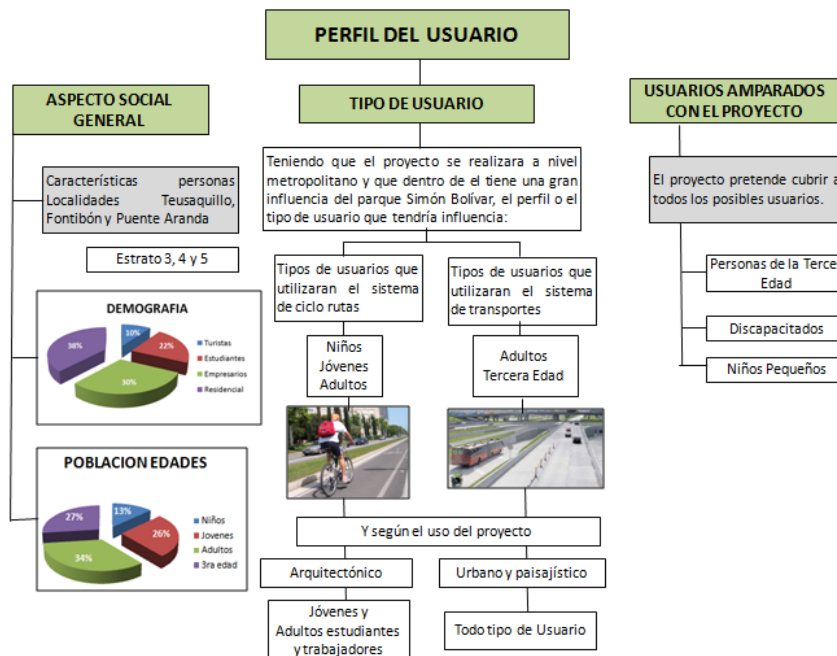 PERFIL DEL USUARIO
ASPECTO SOCIAL
GENERAL
Características personas
Localidades Teusaquillo,
Fontibón y Puente Aranda
Estrato 3, 4 y 5
DEMOGRAFIA
10%
22%
30%
38%
Turistas
Estudiantes
Empresarios
Residencial
POBLACION EDADES
13%
26%
34%
27%
Niños
Jovenes
Adultos
3ra edad
TIPO DE USUARIO
Teniendo que el proyecto se realizara a nivel
metropolitano y que dentro de el tiene una gran
influencia del parque Simón Bolívar, el perfil o el
tipo de usuario que tendría influencia:
Tipos de usuarios que
utilizaran el sistema
de ciclo rutas
Niños
Jóvenes
Adultos
Tipos de usuarios que
utilizaran el sistema
de transportes
Adultos
Tercera Edad
Y según el uso del proyecto
Arquitectónico
Jóvenes y
Adultos estudiantes
y trabajadores
Urbano y paisajístico
Todo tipo de Usuario
USUARIOS AMPARADOS
CON EL PROYECTO
El proyecto pretende cubrir a
todos los posibles usuarios.
Personas de la Tercer
Edad
Discapacitados
Niños Pequeños